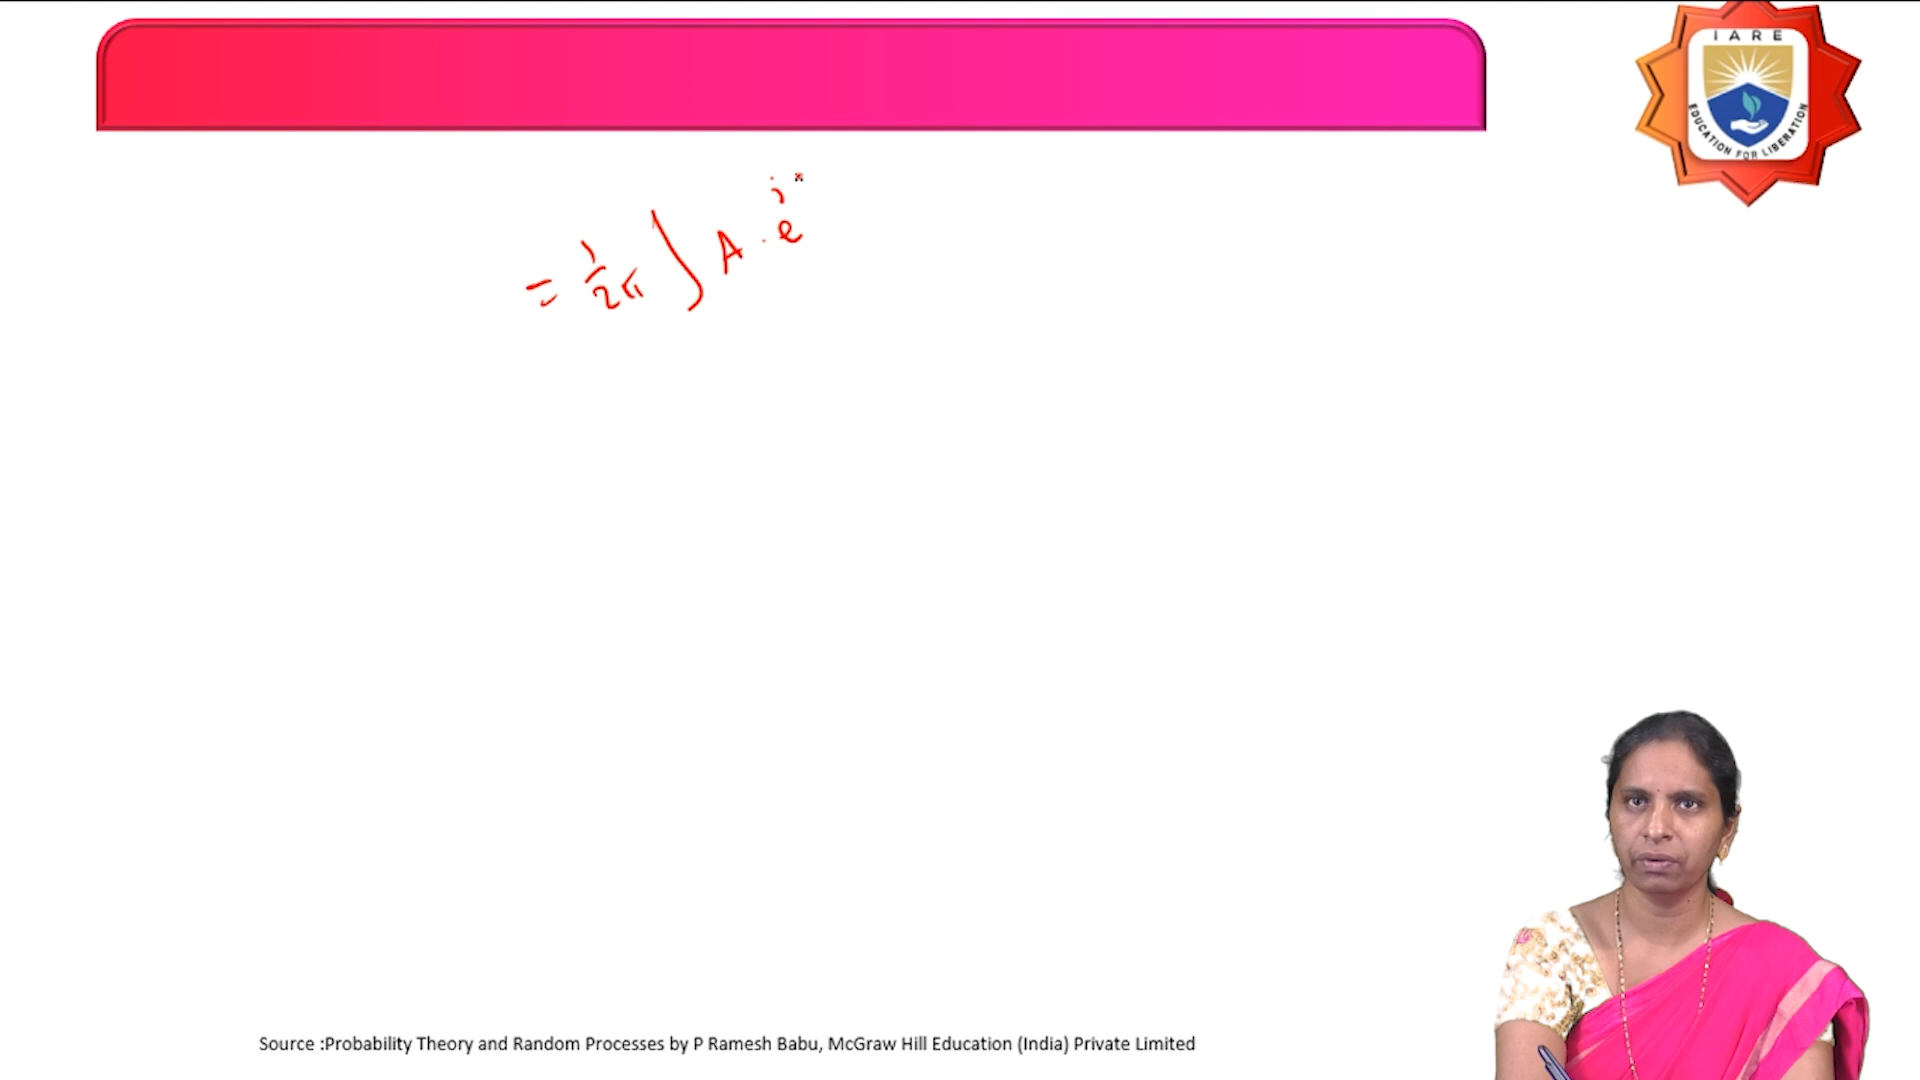 IARE
EDUCATION FOR LIBERATION
= 1/2π ∫ A . e^j
Source :Probability Theory and Random Processes by P Ramesh Babu, McGraw Hill Education (India) Private Limited